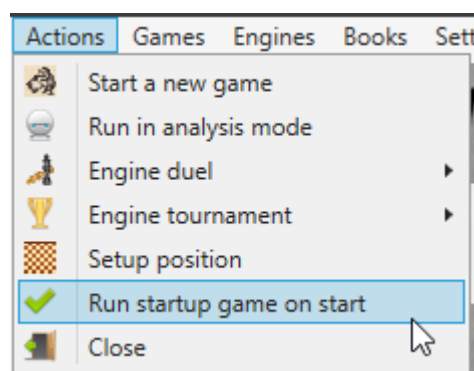 Actions Games Engines Books Sett
Start a new game
Run in analysis mode
Engine duel
Engine tournament
Setup position
Run startup game on start
Close